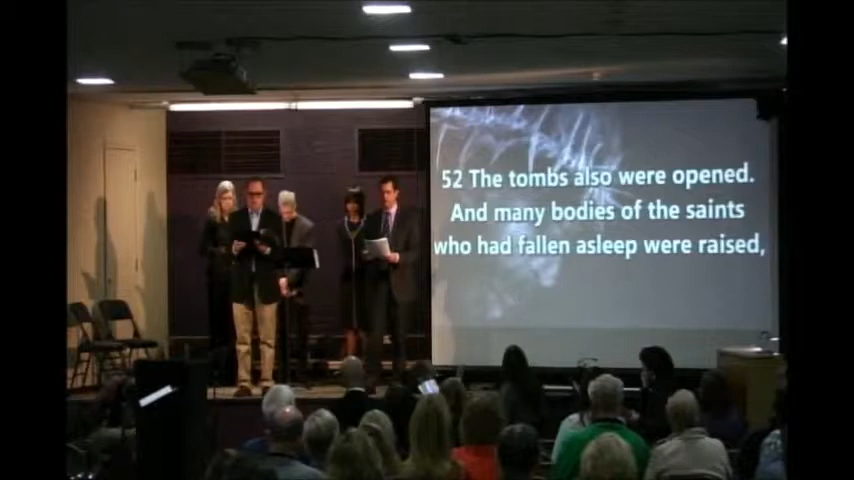 52 The tombs also were opened.
And many bodies of the saints
who had fallen asleep were raised,